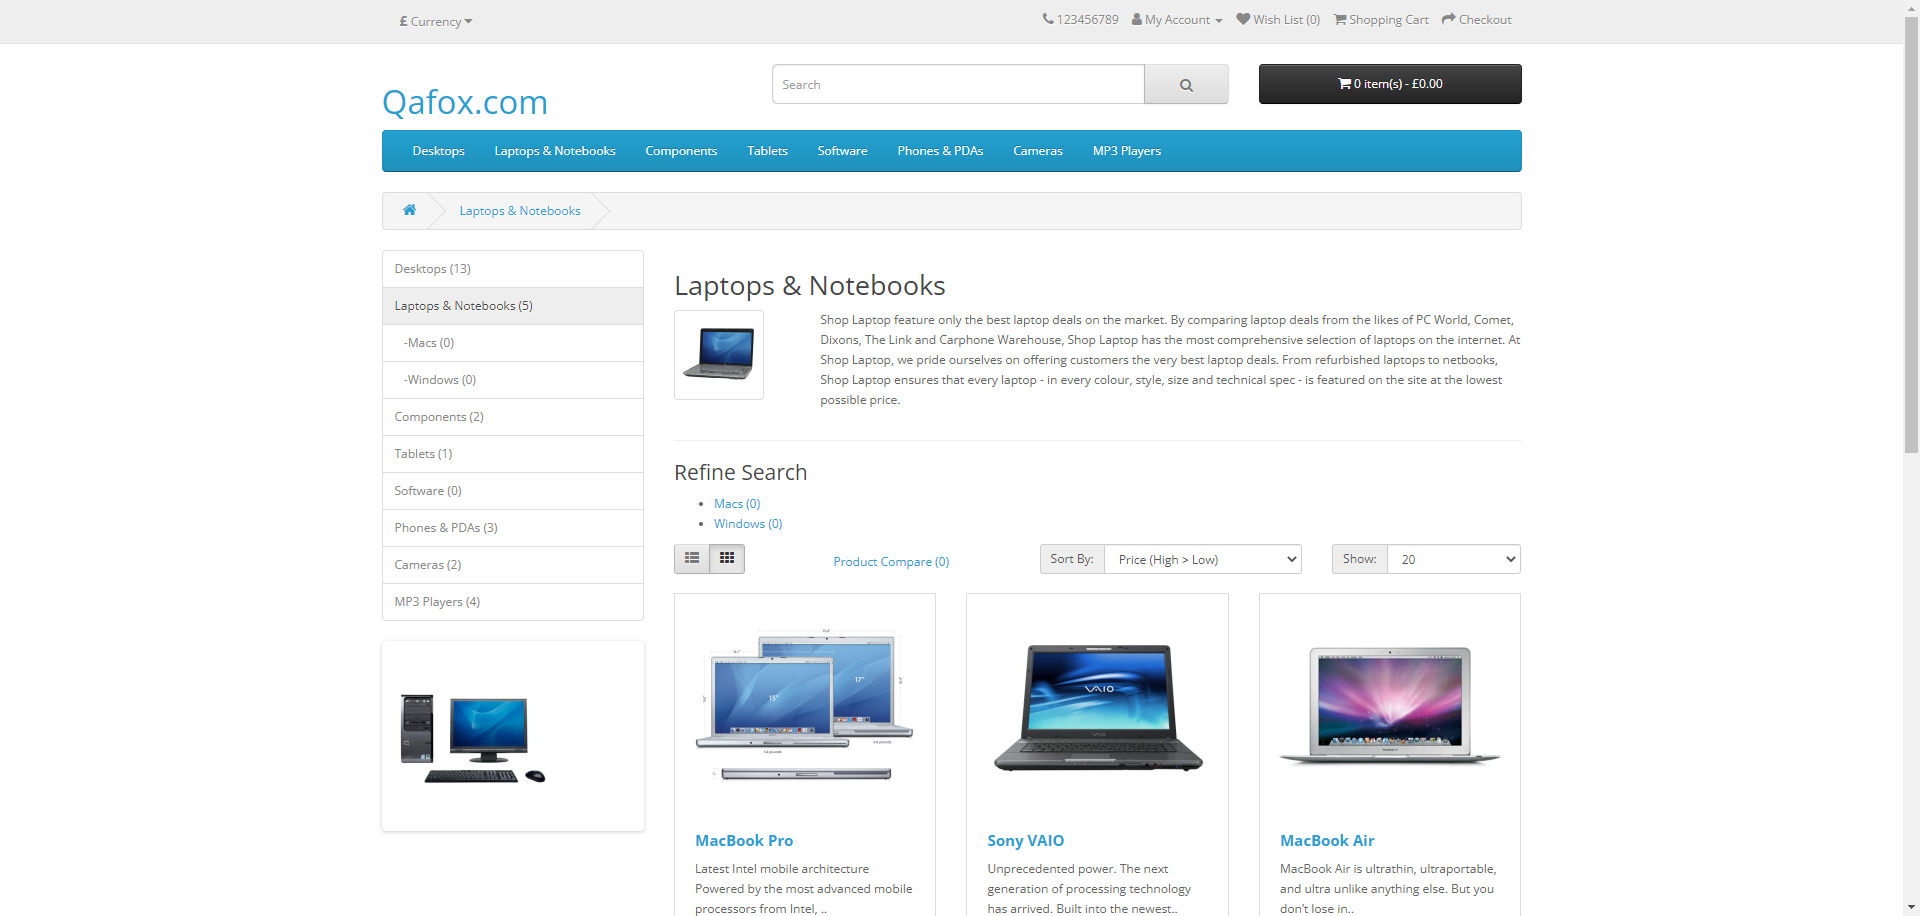 £ Currency
123456789 My Account Wish List (0) Shopping Cart Checkout
Qafox.com
Search
0 item(s) - £0.00
Desktops Laptops & Notebooks Components Tablets Software Phones & PDAs Cameras MP3 Players
Laptops & Notebooks
Desktops (13)
Laptops & Notebooks (5)
-Macs (0)
-Windows (0)
Components (2)
Tablets (1)
Software (0)
Phones & PDAs (3)
Cameras (2)
MP3 Players (4)
Laptops & Notebooks
Shop Laptop feature only the best laptop deals on the market. By comparing laptop deals from the likes of PC World, Comet,
Dixons, The Link and Carphone Warehouse, Shop Laptop has the most comprehensive selection of laptops on the internet. At
Shop Laptop, we pride ourselves on offering customers the very best laptop deals. From refurbished laptops to netbooks,
Shop Laptop ensures that every laptop - in every colour, style, size and technical spec - is featured on the site at the lowest
possible price.
Refine Search
Macs (0)
Windows (0)
Product Compare (0)
Sort By: Price (High > Low)
Show: 20
15"
17"
VAIO
MacBook Pro
Latest Intel mobile architecture
Powered by the most advanced mobile
processors from Intel, ..
Sony VAIO
Unprecedented power. The next
generation of processing technology
has arrived. Built into the newest..
MacBook Air
MacBook Air is ultrathin, ultraportable,
and ultra unlike anything else. But you
don't lose in..